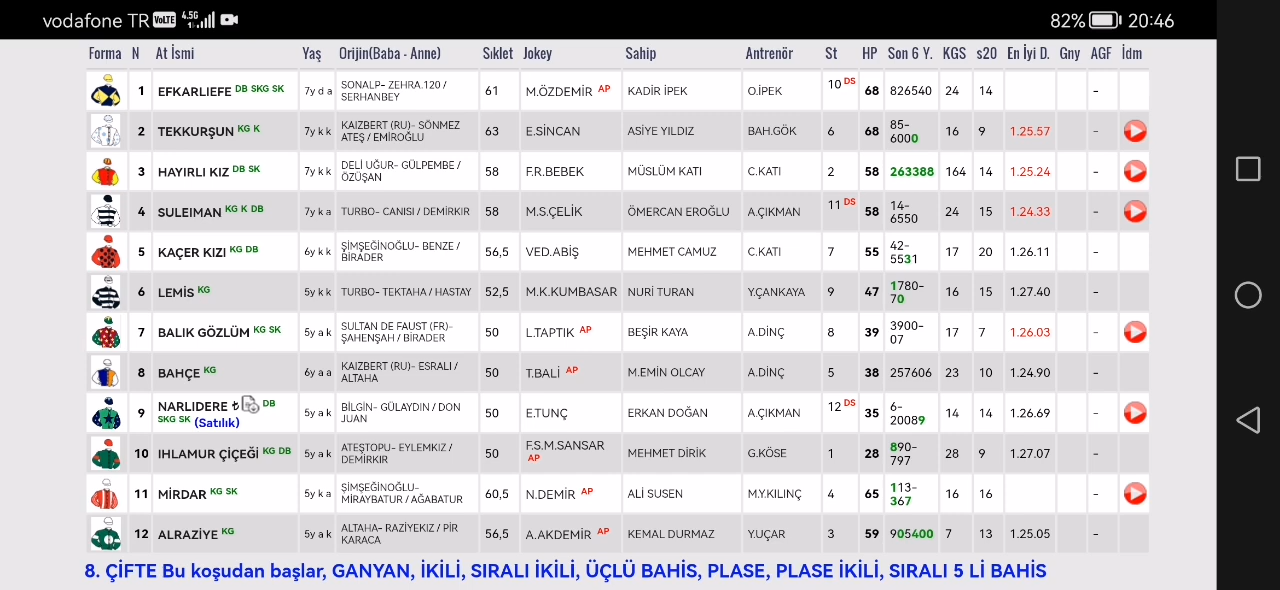 vodafone TR VoLTE 4.5G 82% 20:46
Forma N At İsmi Yaş Orijin(Baba - Anne) Sıklet Jokey Sahip Antrenör St HP Son 6 Y. KGS s20 En İyi D. Gny AGF İdm
1 EFKARLIEFE DB SKG SK 7y d a SONALP- ZEHRA.120 / SERHANBEY 61 M.ÖZDEMİR AP KADİR İPEK O.İPEK 10 DS 68 826540 24 14 -
2 TEKKURŞUN KG K 7y k k KAIZBERT (RU)- SÖNMEZ ATEŞ / EMİROĞLU 63 E.SİNCAN ASİYE YILDIZ BAH.GÖK 6 68 85-6000 16 9 1.25.57 -
3 HAYIRLI KIZ DB SK 7y k k DELİ UĞUR- GÜLPEMBE / ÖZÜŞAN 58 F.R.BEBEK MÜSLÜM KATI C.KATI 2 58 263388 164 14 1.25.24 -
4 SULEIMAN KG K DB 7y k a TURBO- CANISI / DEMİRKIR 58 M.S.ÇELİK ÖMERCAN EROĞLU A.ÇIKMAN 11 DS 58 14-6550 24 15 1.24.33 -
5 KAÇER KIZI KG DB 6y k k ŞİMŞEĞİNOĞLU- BENZE / BİRADER 56,5 VED.ABİŞ MEHMET CAMUZ C.KATI 7 55 42-5531 17 20 1.26.11 -
6 LEMİS KG 5y k k TURBO- TEKTAHA / HASTAY 52,5 M.K.KUMBASAR NURİ TURAN Y.ÇANKAYA 9 47 1780-70 16 15 1.27.40 -
7 BALIK GÖZLÜM KG SK 5y a k SULTAN DE FAUST (FR)- ŞAHENŞAH / BİRADER 50 L.TAPTIK AP BEŞİR KAYA A.DİNÇ 8 39 3900-07 17 7 1.26.03 -
8 BAHÇE KG 6y a a KAIZBERT (RU)- ESRALI / ALTAHA 50 T.BALİ AP M.EMİN OLCAY A.DİNÇ 5 38 257606 23 10 1.24.90 -
9 NARLIDERE ₺ DB SKG SK (Satılık) 5y a k BİLGİN- GÜLAYDIN / DON JUAN 50 E.TUNÇ ERKAN DOĞAN A.ÇIKMAN 12 DS 35 6-20089 14 14 1.26.69 -
10 IHLAMUR ÇİÇEĞİ KG DB 5y a k ATEŞTOPU- EYLEMKIZ / DEMİRKIR 50 F.S.M.SANSAR AP MEHMET DİRİK G.KÖSE 1 28 890-797 28 9 1.27.07 -
11 MİRDAR KG SK 5y k a ŞİMŞEĞİNOĞLU- MİRAYBATUR / AĞABATUR 60,5 N.DEMİR AP ALİ SUSEN M.Y.KILINÇ 4 65 113-367 16 16 -
12 ALRAZİYE KG 5y a k ALTAHA- RAZİYEKIZ / PİR KARACA 56,5 A.AKDEMİR AP KEMAL DURMAZ Y.UÇAR 3 59 905400 7 13 1.25.05 -
8. ÇİFTE Bu koşudan başlar, GANYAN, İKİLİ, SIRALI İKİLİ, ÜÇLÜ BAHİS, PLASE, PLASE İKİLİ, SIRALI 5 Lİ BAHİS